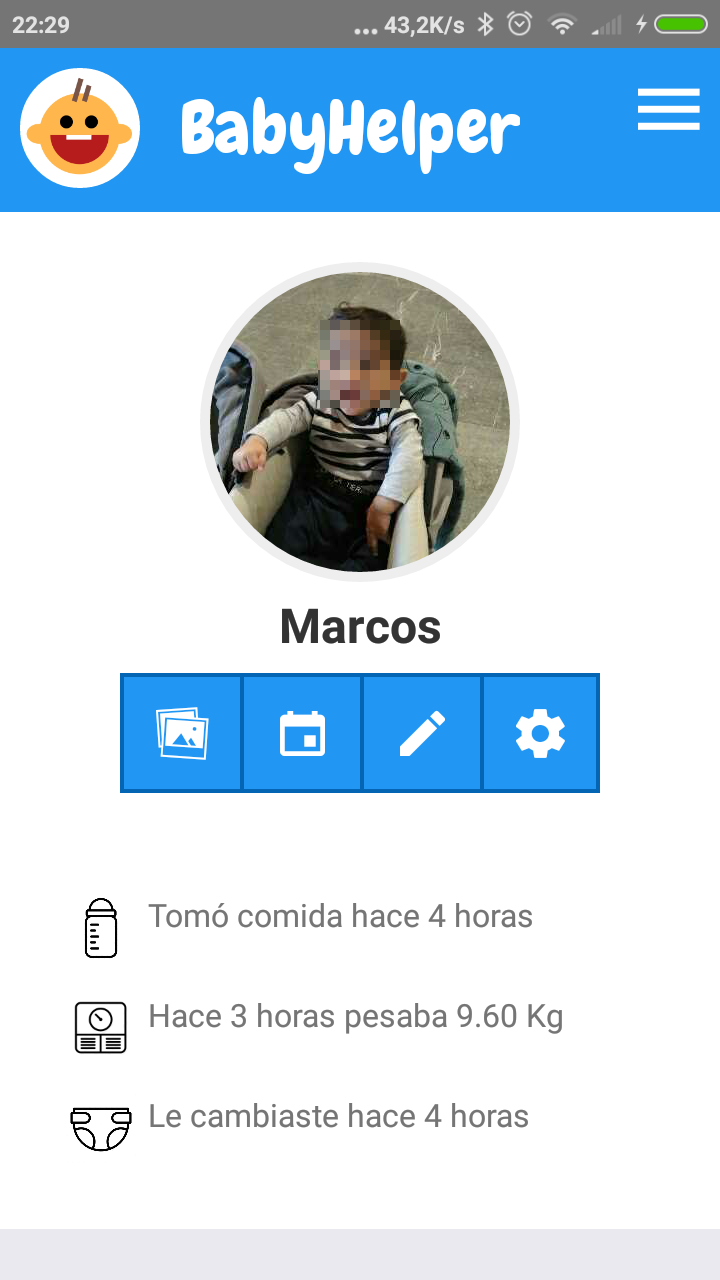 22:29
... 43,2K/s
BabyHelper
Marcos
Tomó comida hace 4 horas
Hace 3 horas pesaba 9.60 Kg
Le cambiaste hace 4 horas